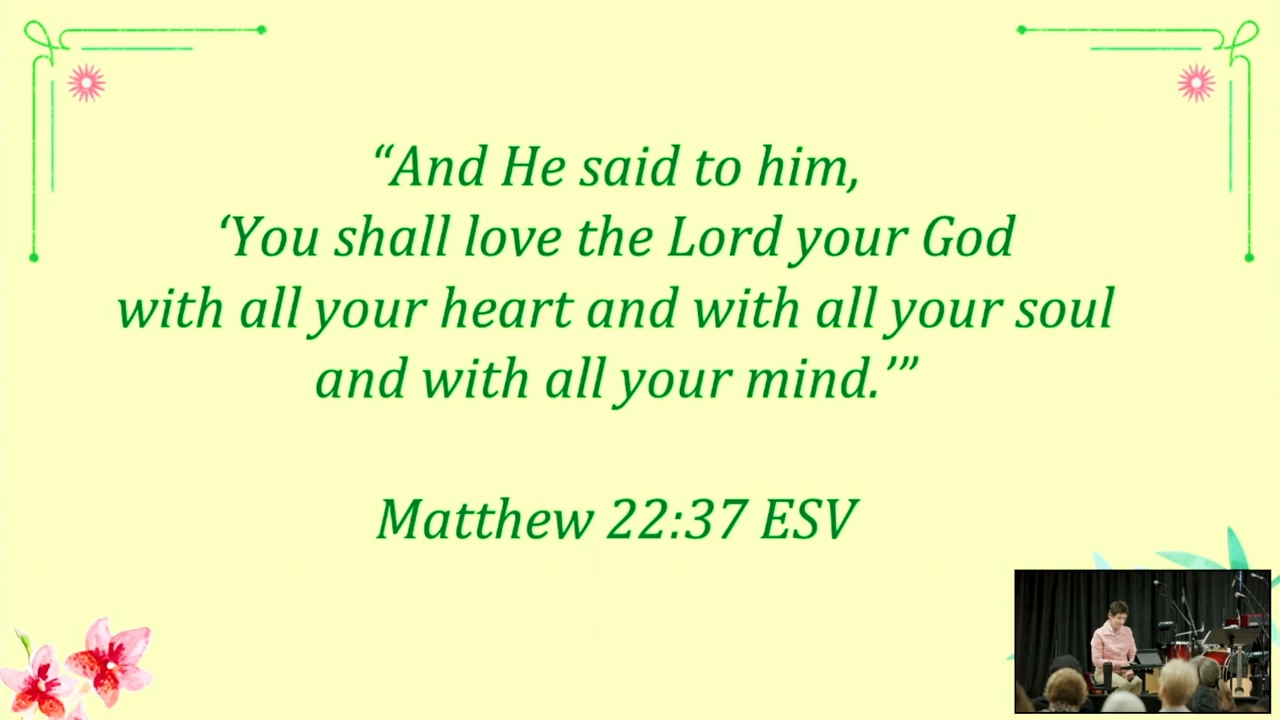 “And He said to him,
‘You shall love the Lord your God
with all your heart and with all your soul
and with all your mind.’”
Matthew 22:37 ESV